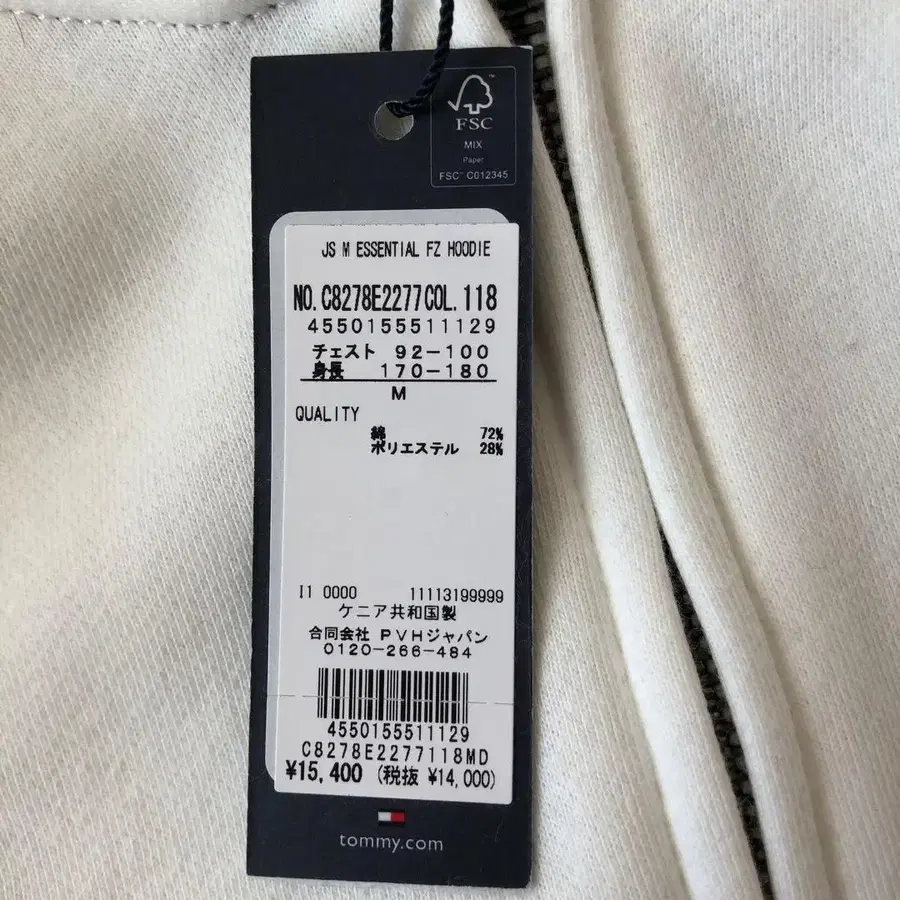 FSC™
MIX
Paper
FSC™ C012345
JS M ESSENTIAL FZ HOODIE
NO. C8278E2277COL. 118
4550155511129
チェスト 92-100
身長 170-180
M
QUALITY
綿 72%
ポリエステル 28%
I1 0000 11113199999
ケニア共和国製
合同会社 PVHジャパン
0120-266-484
4550155511129
C8278E2277118MD
¥15,400 (税抜 ¥14,000)
tommy.com